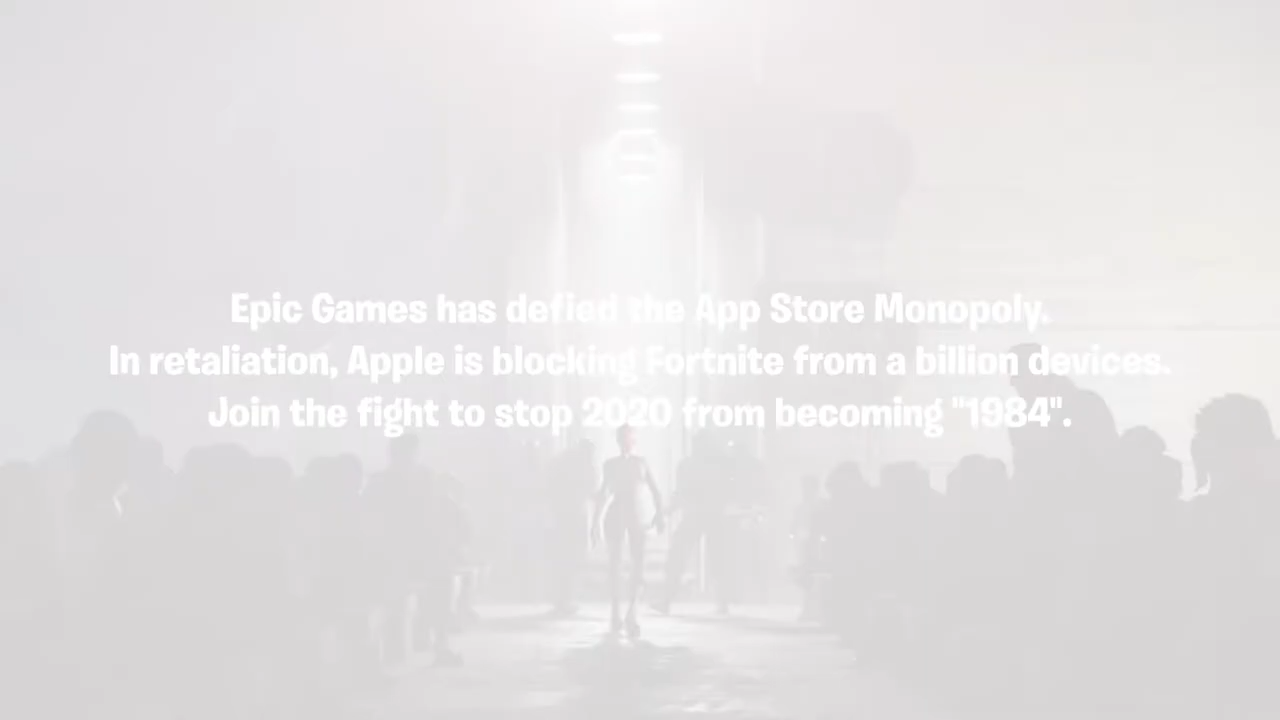 Epic Games has defied the App Store Monopoly.
In retaliation, Apple is blocking Fortnite from a billion devices.
Join the fight to stop 2020 from becoming "1984".